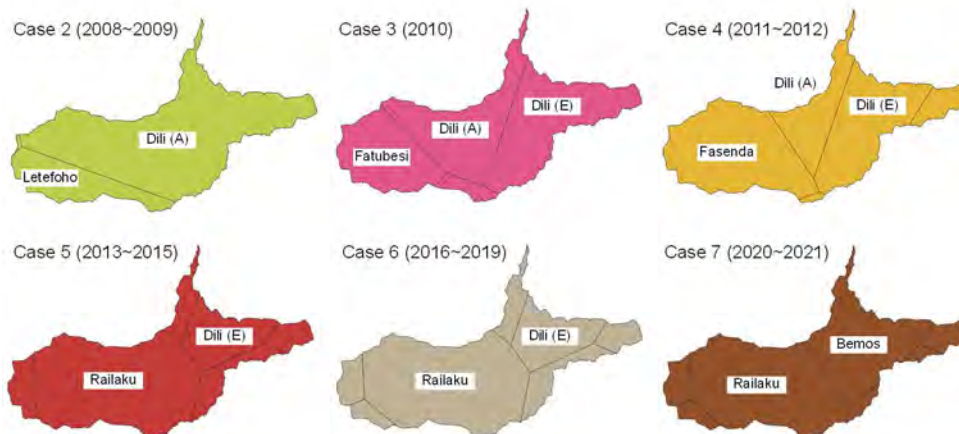 Case 2 (2008~2009)
Dili (A)
Letefoho
Case 3 (2010)
Dili (E)
Dili (A)
Fatubesi
Case 4 (2011~2012)
Dili (A)
Dili (E)
Fasenda
Case 5 (2013~2015)
Dili (E)
Railaku
Case 6 (2016~2019)
Dili (E)
Railaku
Case 7 (2020~2021)
Bemos
Railaku